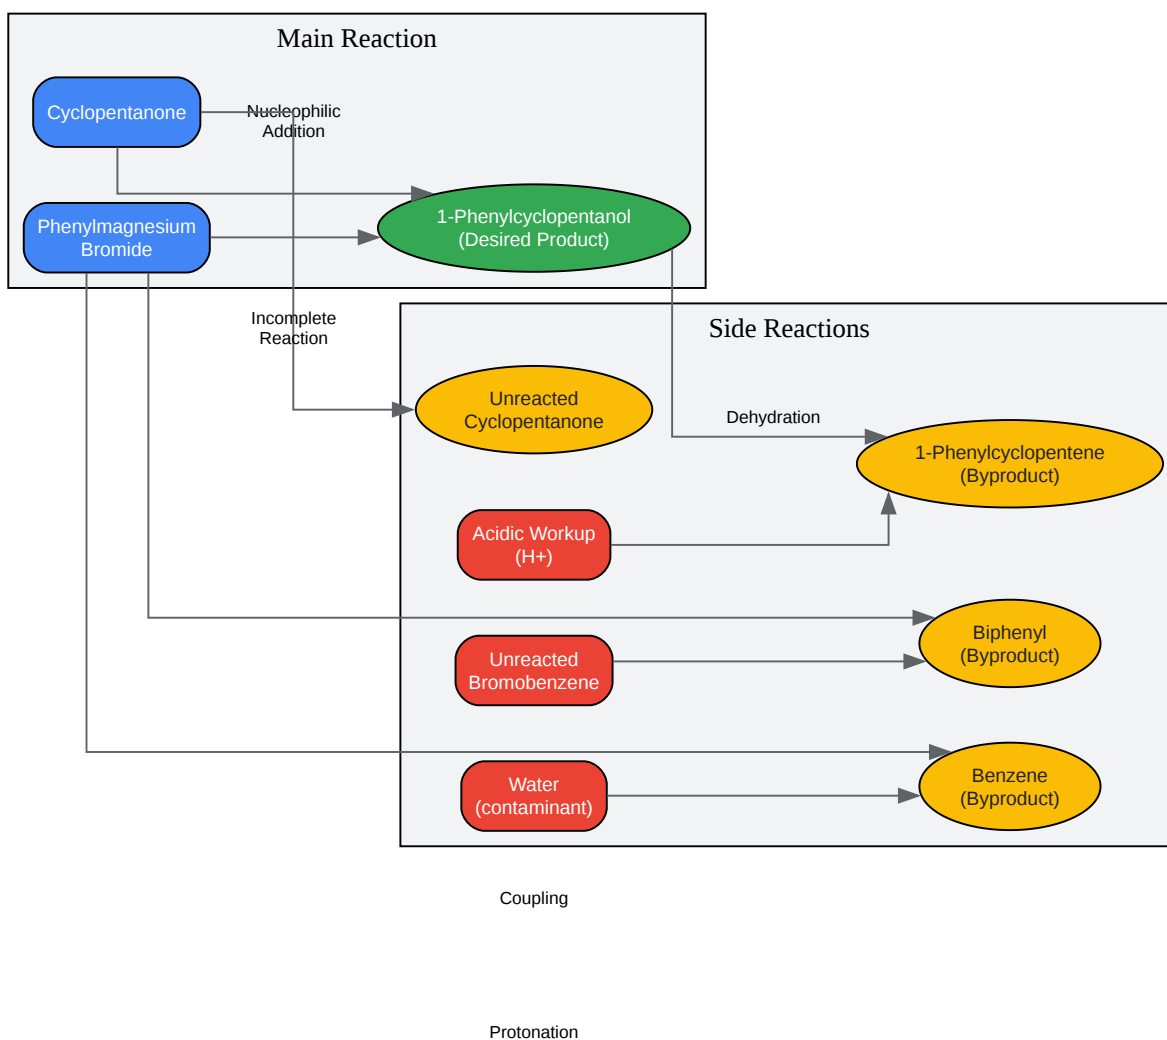 Main Reaction
Cyclopentanone
Nucleophilic
Addition
Phenylmagnesium
Bromide
1-Phenylcyclopentanol
(Desired Product)
Incomplete
Reaction
Side Reactions
Unreacted
Cyclopentanone
Dehydration
1-Phenylcyclopentene
(Byproduct)
Acidic Workup
(H+)
Unreacted
Bromobenzene
Biphenyl
(Byproduct)
Water
(contaminant)
Benzene
(Byproduct)
Coupling
Protonation